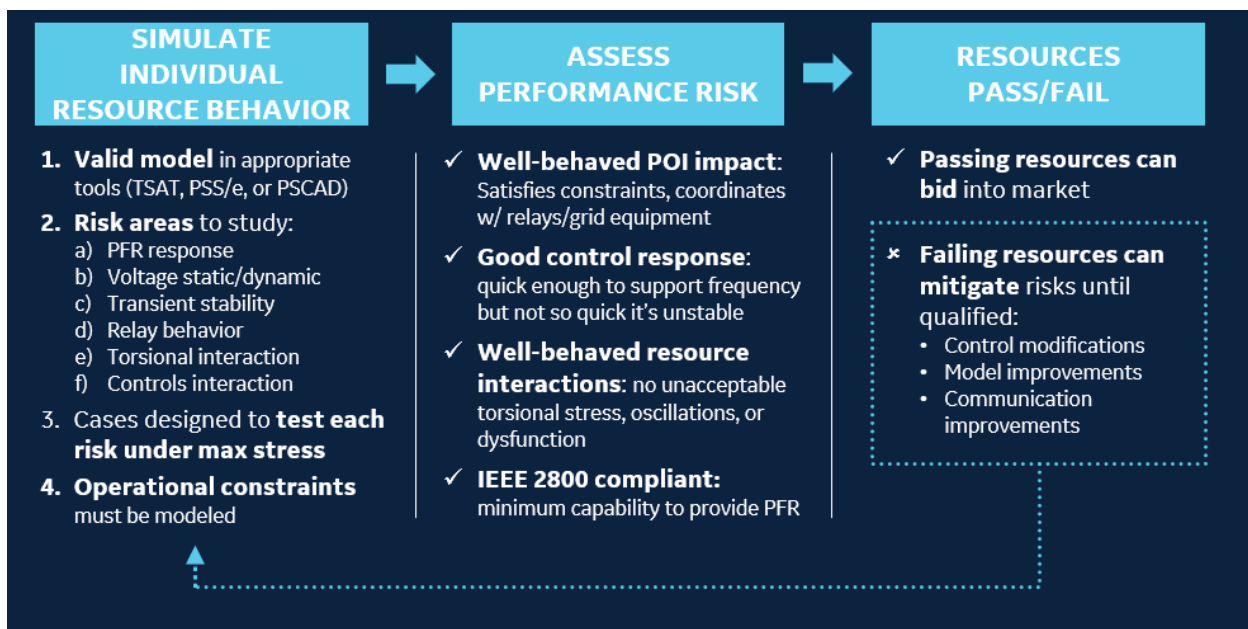 SIMULATE
INDIVIDUAL
RESOURCE BEHAVIOR
1. Valid model in appropriate
tools (TSAT, PSS/e, or PSCAD)
2. Risk areas to study:
a) PFR response
b) Voltage static/dynamic
c) Transient stability
d) Relay behavior
e) Torsional interaction
f) Controls interaction
3. Cases designed to test each
risk under max stress
4. Operational constraints
must be modeled
ASSESS
PERFORMANCE RISK
✓ Well-behaved POI impact:
Satisfies constraints, coordinates
w/ relays/grid equipment
✓ Good control response:
quick enough to support frequency
but not so quick it's unstable
✓ Well-behaved resource
interactions: no unacceptable
torsional stress, oscillations, or
dysfunction
✓ IEEE 2800 compliant:
minimum capability to provide PFR
RESOURCES
PASS/FAIL
✓ Passing resources can
bid into market
× Failing resources can
mitigate risks until
qualified:
• Control modifications
• Model improvements
• Communication
improvements